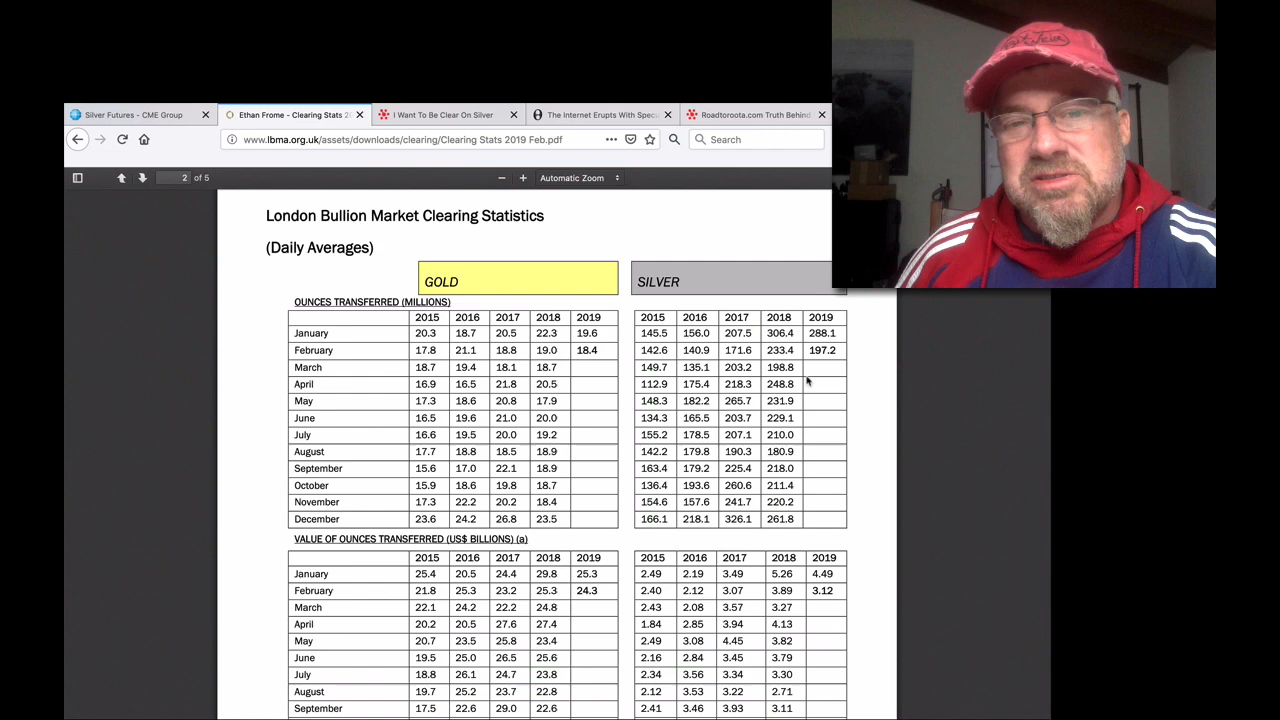 Silver Futures - CME Group
Ethan Frome - Clearing Stats 2
I Want To Be Clear On Silver
The Internet Erupts With Spec
Roadtoroota.com Truth Behind
www.lbma.org.uk/assets/downloads/clearing/Clearing Stats 2019 Feb.pdf
Search
2 of 5
Automatic Zoom
London Bullion Market Clearing Statistics
(Daily Averages)
GOLD SILVER
OUNCES TRANSFERRED (MILLIONS)
2015 2016 2017 2018 2019 2015 2016 2017 2018 2019
January 20.3 18.7 20.5 22.3 19.6 145.5 156.0 207.5 306.4 288.1
February 17.8 21.1 18.8 19.0 18.4 142.6 140.9 171.6 233.4 197.2
March 18.7 19.4 18.1 18.7 149.7 135.1 203.2 198.8
April 16.9 16.5 21.8 20.5 112.9 175.4 218.3 248.8
May 17.3 18.6 20.8 17.9 148.3 182.2 265.7 231.9
June 16.5 19.6 21.0 20.0 134.3 165.5 203.7 229.1
July 16.6 19.5 20.0 19.2 155.2 178.5 207.1 210.0
August 17.7 18.8 18.5 18.9 142.2 179.8 190.3 180.9
September 15.6 17.0 22.1 18.9 163.4 179.2 225.4 218.0
October 15.9 18.6 19.8 18.7 136.4 193.6 260.6 211.4
November 17.3 22.2 20.2 18.4 154.6 157.6 241.7 220.2
December 23.6 24.2 26.8 23.5 166.1 218.1 326.1 261.8
VALUE OF OUNCES TRANSFERRED (US$ BILLIONS) (a)
2015 2016 2017 2018 2019 2015 2016 2017 2018 2019
January 25.4 20.5 24.4 29.8 25.3 2.49 2.19 3.49 5.26 4.49
February 21.8 25.3 23.2 25.3 24.3 2.40 2.12 3.07 3.89 3.12
March 22.1 24.2 22.2 24.8 2.43 2.08 3.57 3.27
April 20.2 20.5 27.6 27.4 1.84 2.85 3.94 4.13
May 20.7 23.5 25.8 23.4 2.49 3.08 4.45 3.82
June 19.5 25.0 26.5 25.6 2.16 2.84 3.45 3.79
July 18.8 26.1 24.7 23.8 2.34 3.56 3.34 3.30
August 19.7 25.2 23.7 22.8 2.12 3.53 3.22 2.71
September 17.5 22.6 29.0 22.6 2.41 3.46 3.93 3.11